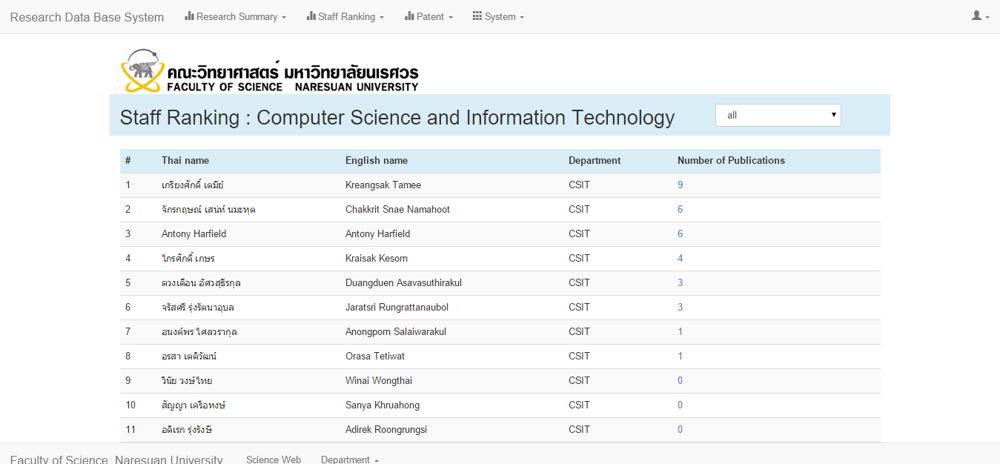 Research Data Base System Research Summary Staff Ranking Patent System
คณะวิทยาศาสตร์ มหาวิทยาลัยนเรศวร
FACULTY OF SCIENCE NARESUAN UNIVERSITY
Staff Ranking : Computer Science and Information Technology all
# Thai name English name Department Number of Publications
1 เกรียงศักดิ์ เตมีย์ Kreangsak Tamee CSIT 9
2 จักรกฤษณ์ เสน่ห์ นมะหุต Chakkrit Snae Namahoot CSIT 6
3 Antony Harfield Antony Harfield CSIT 6
4 ไกรศักดิ์ เกษร Kraisak Kesorn CSIT 4
5 ดวงเดือน อัศวสุธีรกุล Duangduen Asavasuthirakul CSIT 3
6 จรัสศรี รุ่งรัตนาอุบล Jaratsri Rungrattanaubol CSIT 3
7 อนงค์พร ไศลวรากุล Anongporn Salaiwarakul CSIT 1
8 อรสา เตติวัฒน์ Orasa Tetiwat CSIT 1
9 วินัย วงษ์ไทย Winai Wongthai CSIT 0
10 สัญญา เครือหงษ์ Sanya Khruahong CSIT 0
11 อดิเรก รุ่งรังษี Adirek Roongrungsi CSIT 0
Faculty of Science Naresuan University Science Web Department